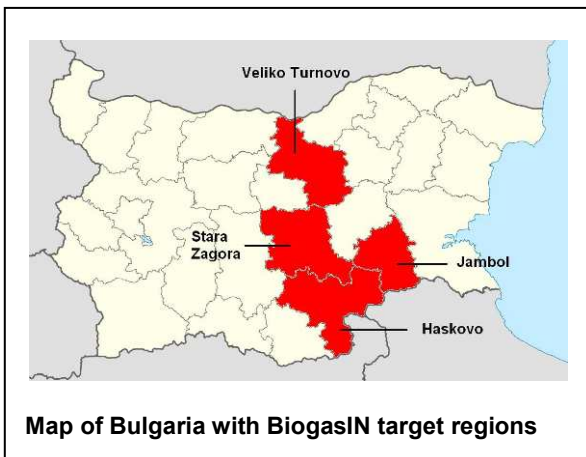 Veliko Turnovo
Stara
Zagora
Jambol
Haskovo
Map of Bulgaria with BiogasIN target regions